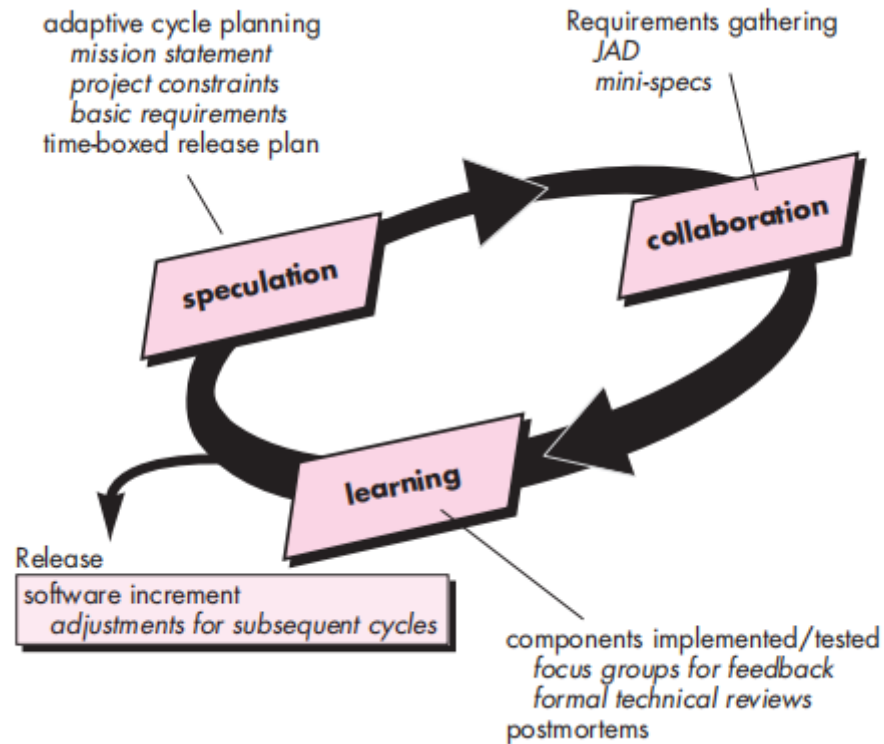 adaptive cycle planning
mission statement
project constraints
basic requirements
time-boxed release plan
Requirements gathering
JAD
mini-specs
speculation
collaboration
learning
Release
software increment
adjustments for subsequent cycles
components implemented/tested
focus groups for feedback
formal technical reviews
postmortems